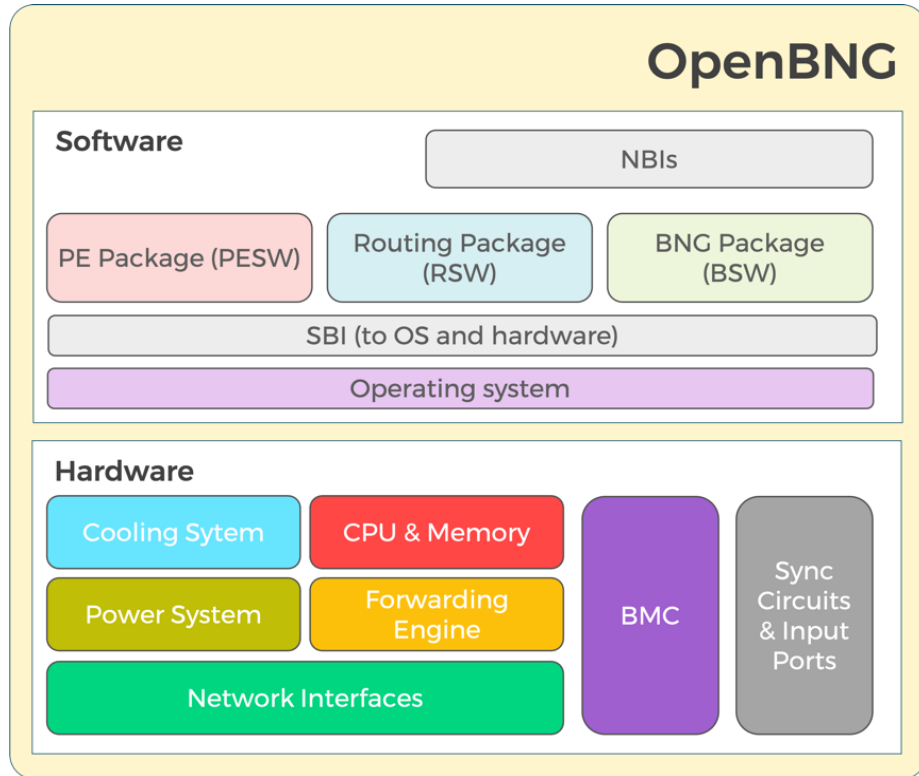 OpenBNG
Software
NBIs
PE Package (PESW)
Routing Package
(RSW)
BNG Package
(BSW)
SBI (to OS and hardware)
Operating system
Hardware
Cooling Sytem
CPU & Memory
Power System
Forwarding
Engine
Network Interfaces
BMC
Sync
Circuits
& Input
Ports